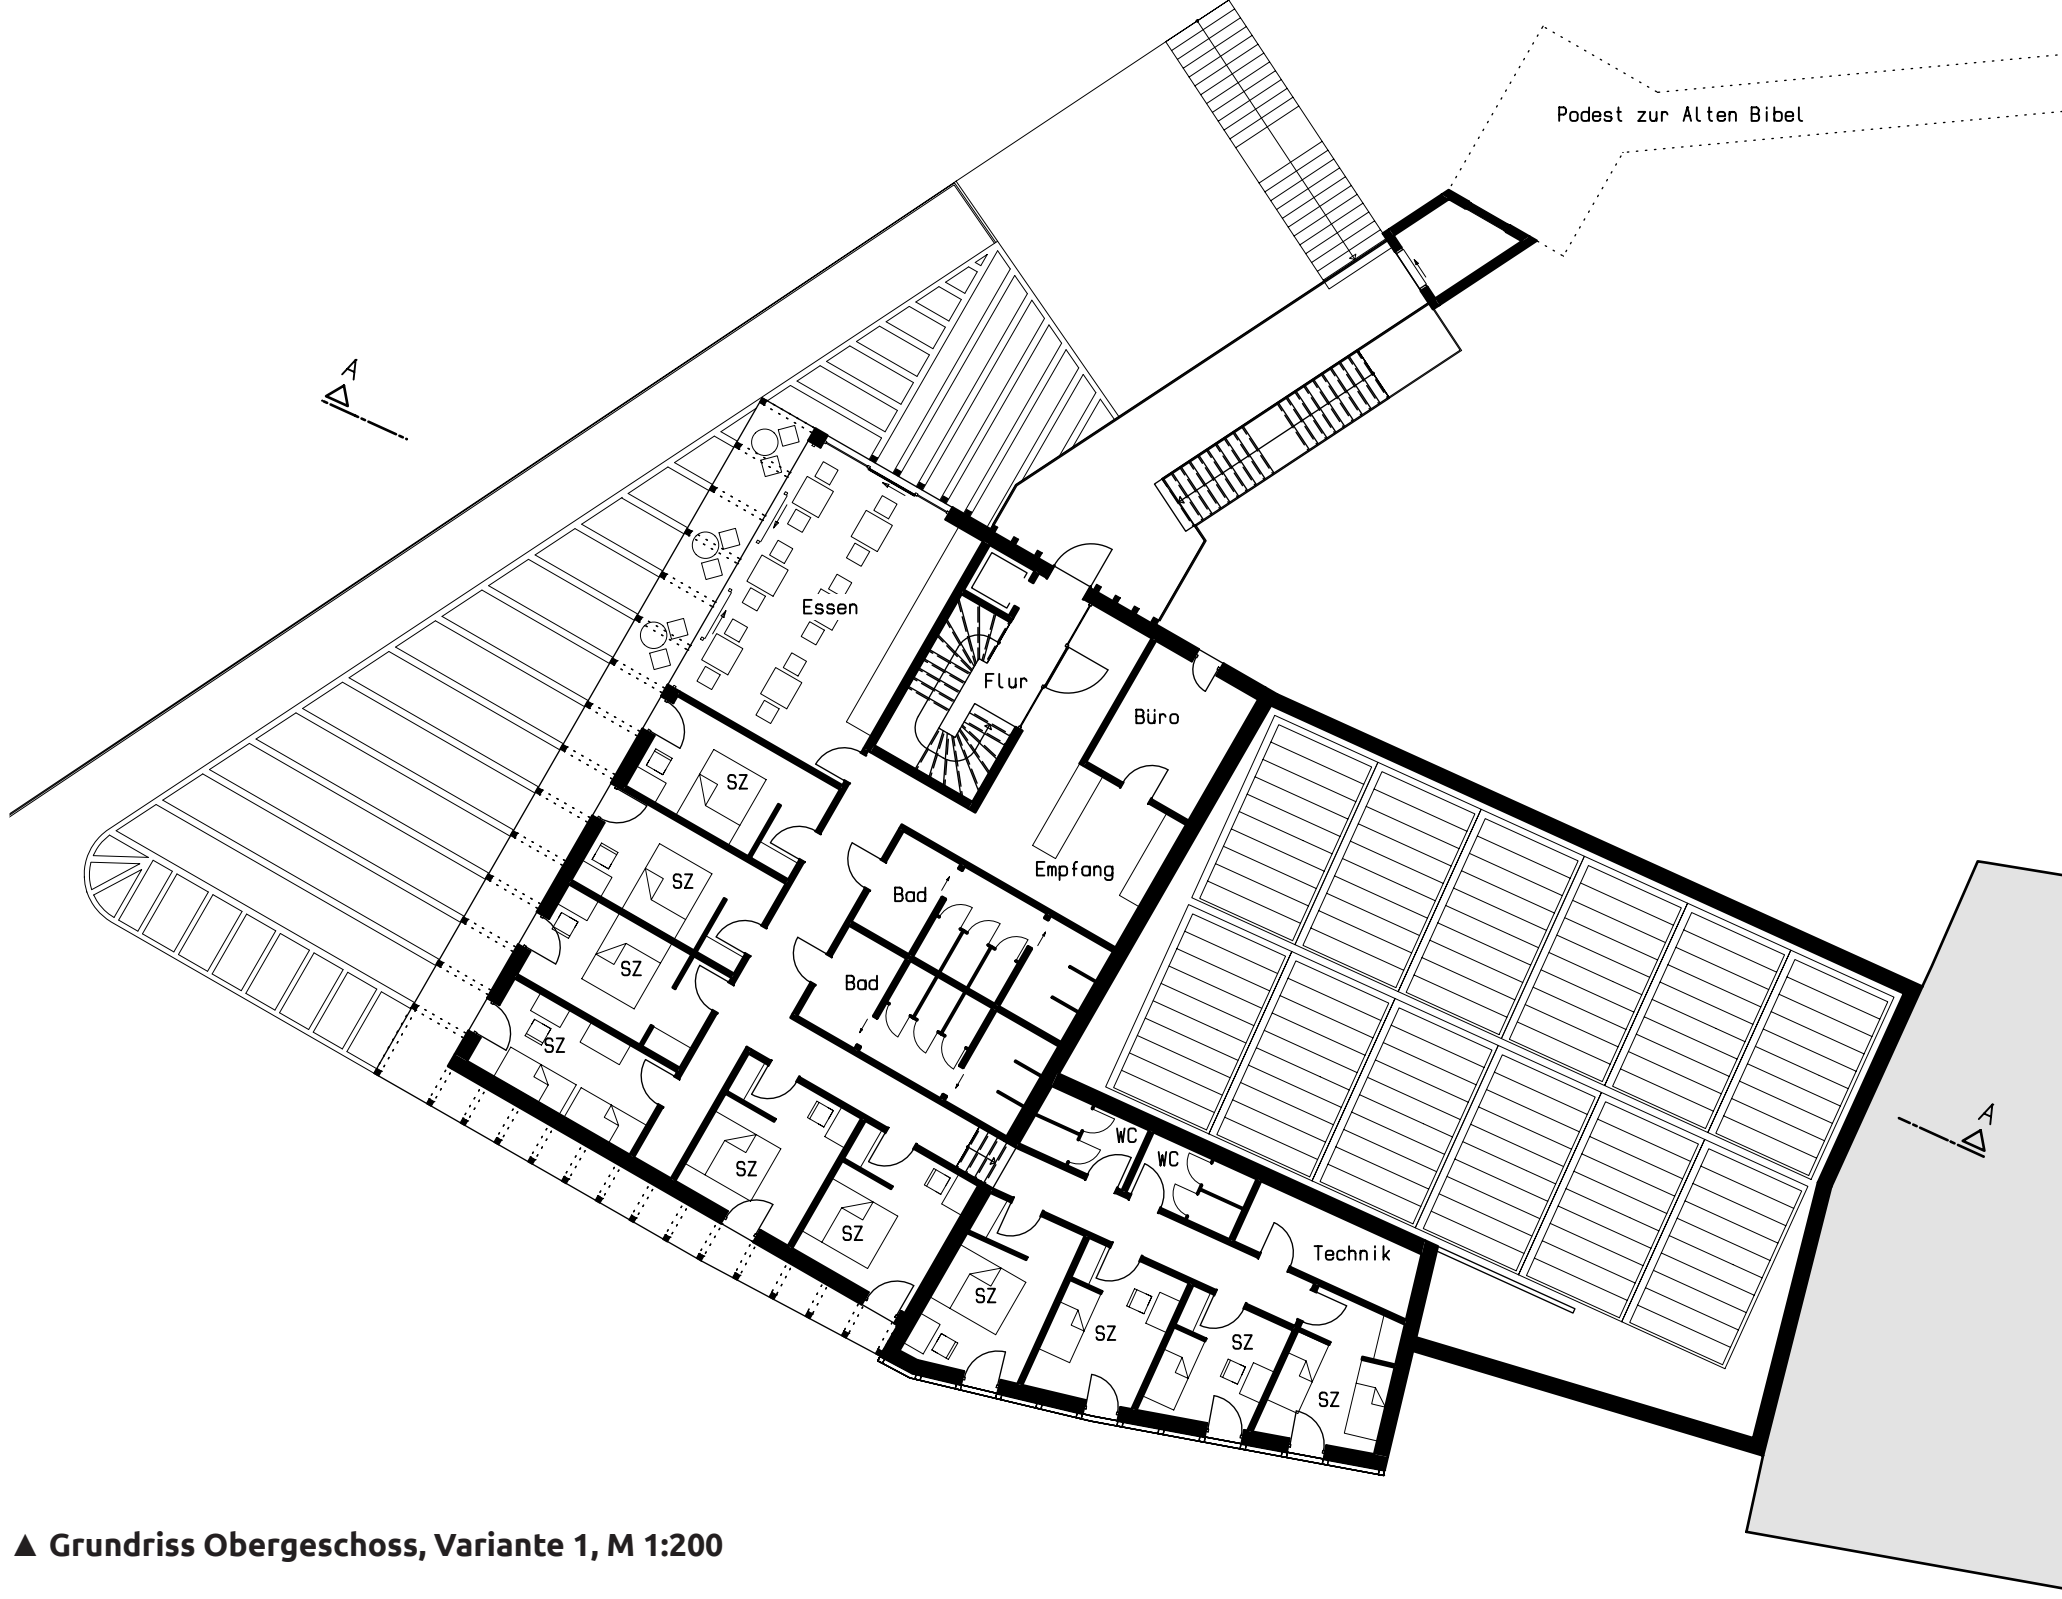 Podest zur Alten Bibel
A
Essen
Flur
Büro
SZ
Empfang
SZ
Bad
SZ
Bad
SZ
A
WC
WC
SZ
SZ
Technik
SZ
SZ
SZ
SZ
▲ Grundriss Obergeschoss, Variante 1, M 1:200